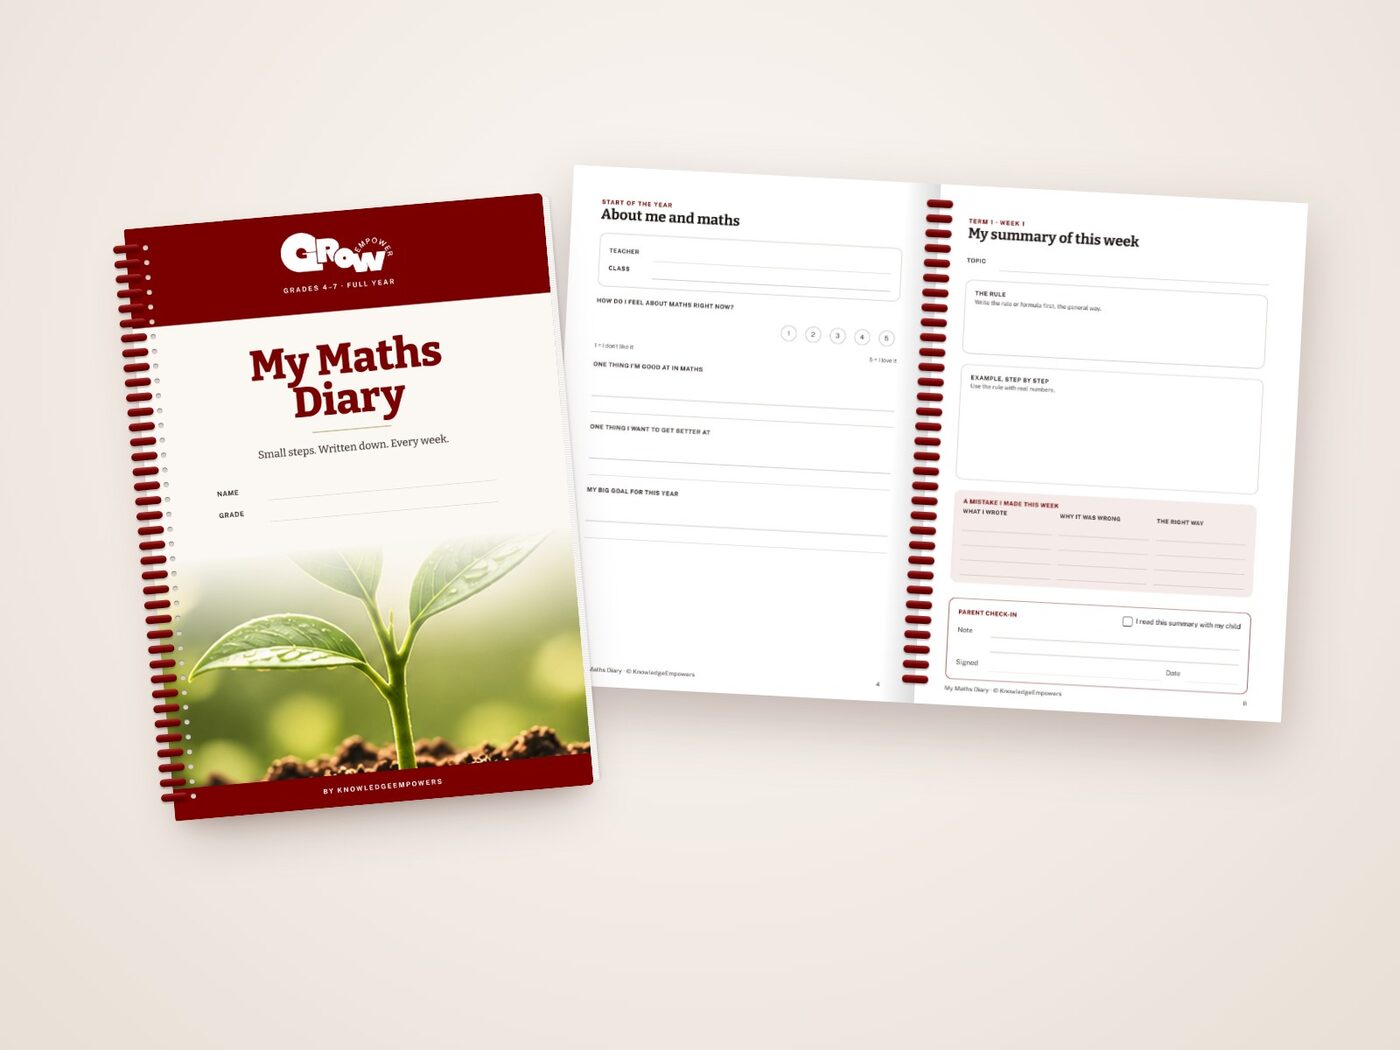 GROW
EMPOWER
GRADES 4–7 · FULL YEAR
My Maths
Diary
Small steps. Written down. Every week.
NAME
GRADE
BY KNOWLEDGEEMPOWERS
START OF THE YEAR
About me and maths
TEACHER
CLASS
HOW DO I FEEL ABOUT MATHS RIGHT NOW?
1 2 3 4 5
1 = I don't like it
5 = I love it
ONE THING I'M GOOD AT IN MATHS
ONE THING I WANT TO GET BETTER AT
MY BIG GOAL FOR THIS YEAR
Maths Diary · © KnowledgeEmpowers
4
TERM 1 · WEEK 1
My summary of this week
TOPIC
THE RULE
Write the rule or formula first, the general way.
EXAMPLE, STEP BY STEP
Use the rule with real numbers.
A MISTAKE I MADE THIS WEEK
WHAT I WROTE
WHY IT WAS WRONG
THE RIGHT WAY
PARENT CHECK-IN
I read this summary with my child
Note
Signed
Date
My Maths Diary · © KnowledgeEmpowers